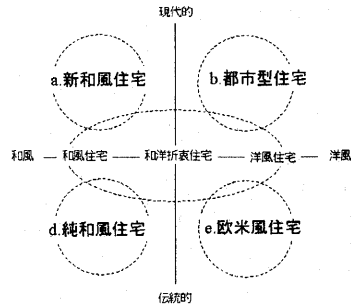 現代的
a.新和風住宅 b.都市型住宅
和風 和風住宅 和洋折衷住宅 洋風住宅 洋風
d.純和風住宅 e.欧米風住宅
伝統的